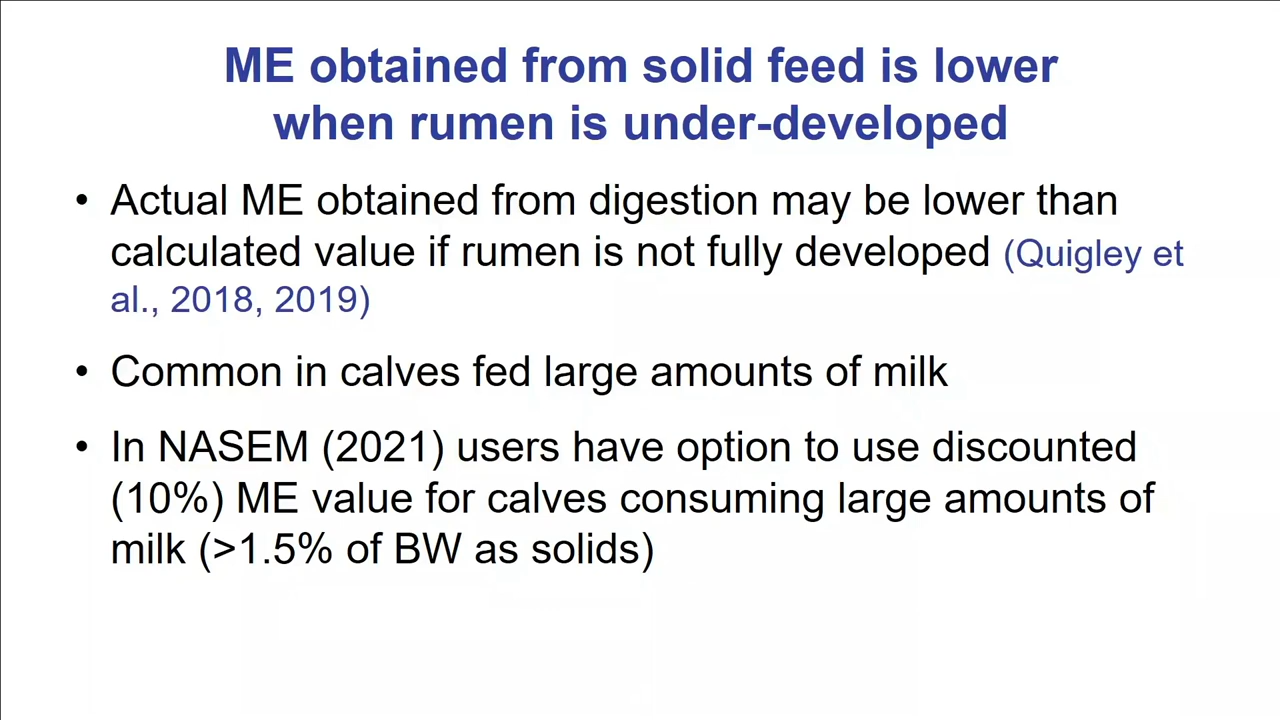 ME obtained from solid feed is lower
when rumen is under-developed
• Actual ME obtained from digestion may be lower than
calculated value if rumen is not fully developed (Quigley et
al., 2018, 2019)
• Common in calves fed large amounts of milk
• In NASEM (2021) users have option to use discounted
(10%) ME value for calves consuming large amounts of
milk (>1.5% of BW as solids)